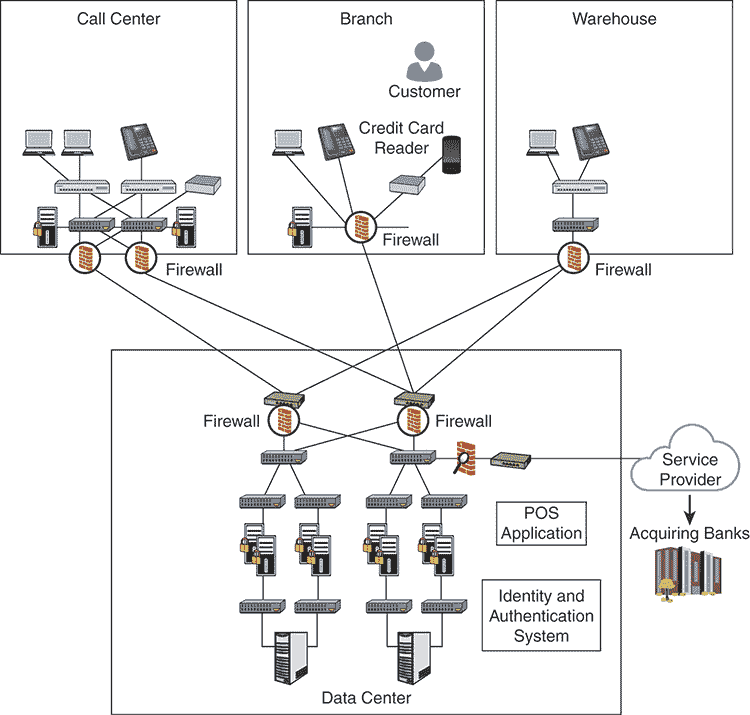 Call Center
Branch
Warehouse
Customer
Credit Card
Reader
Firewall
Firewall
Firewall
Firewall
Firewall
Service
Provider
POS
Application
Acquiring Banks
Identity and
Authentication
System
Data Center